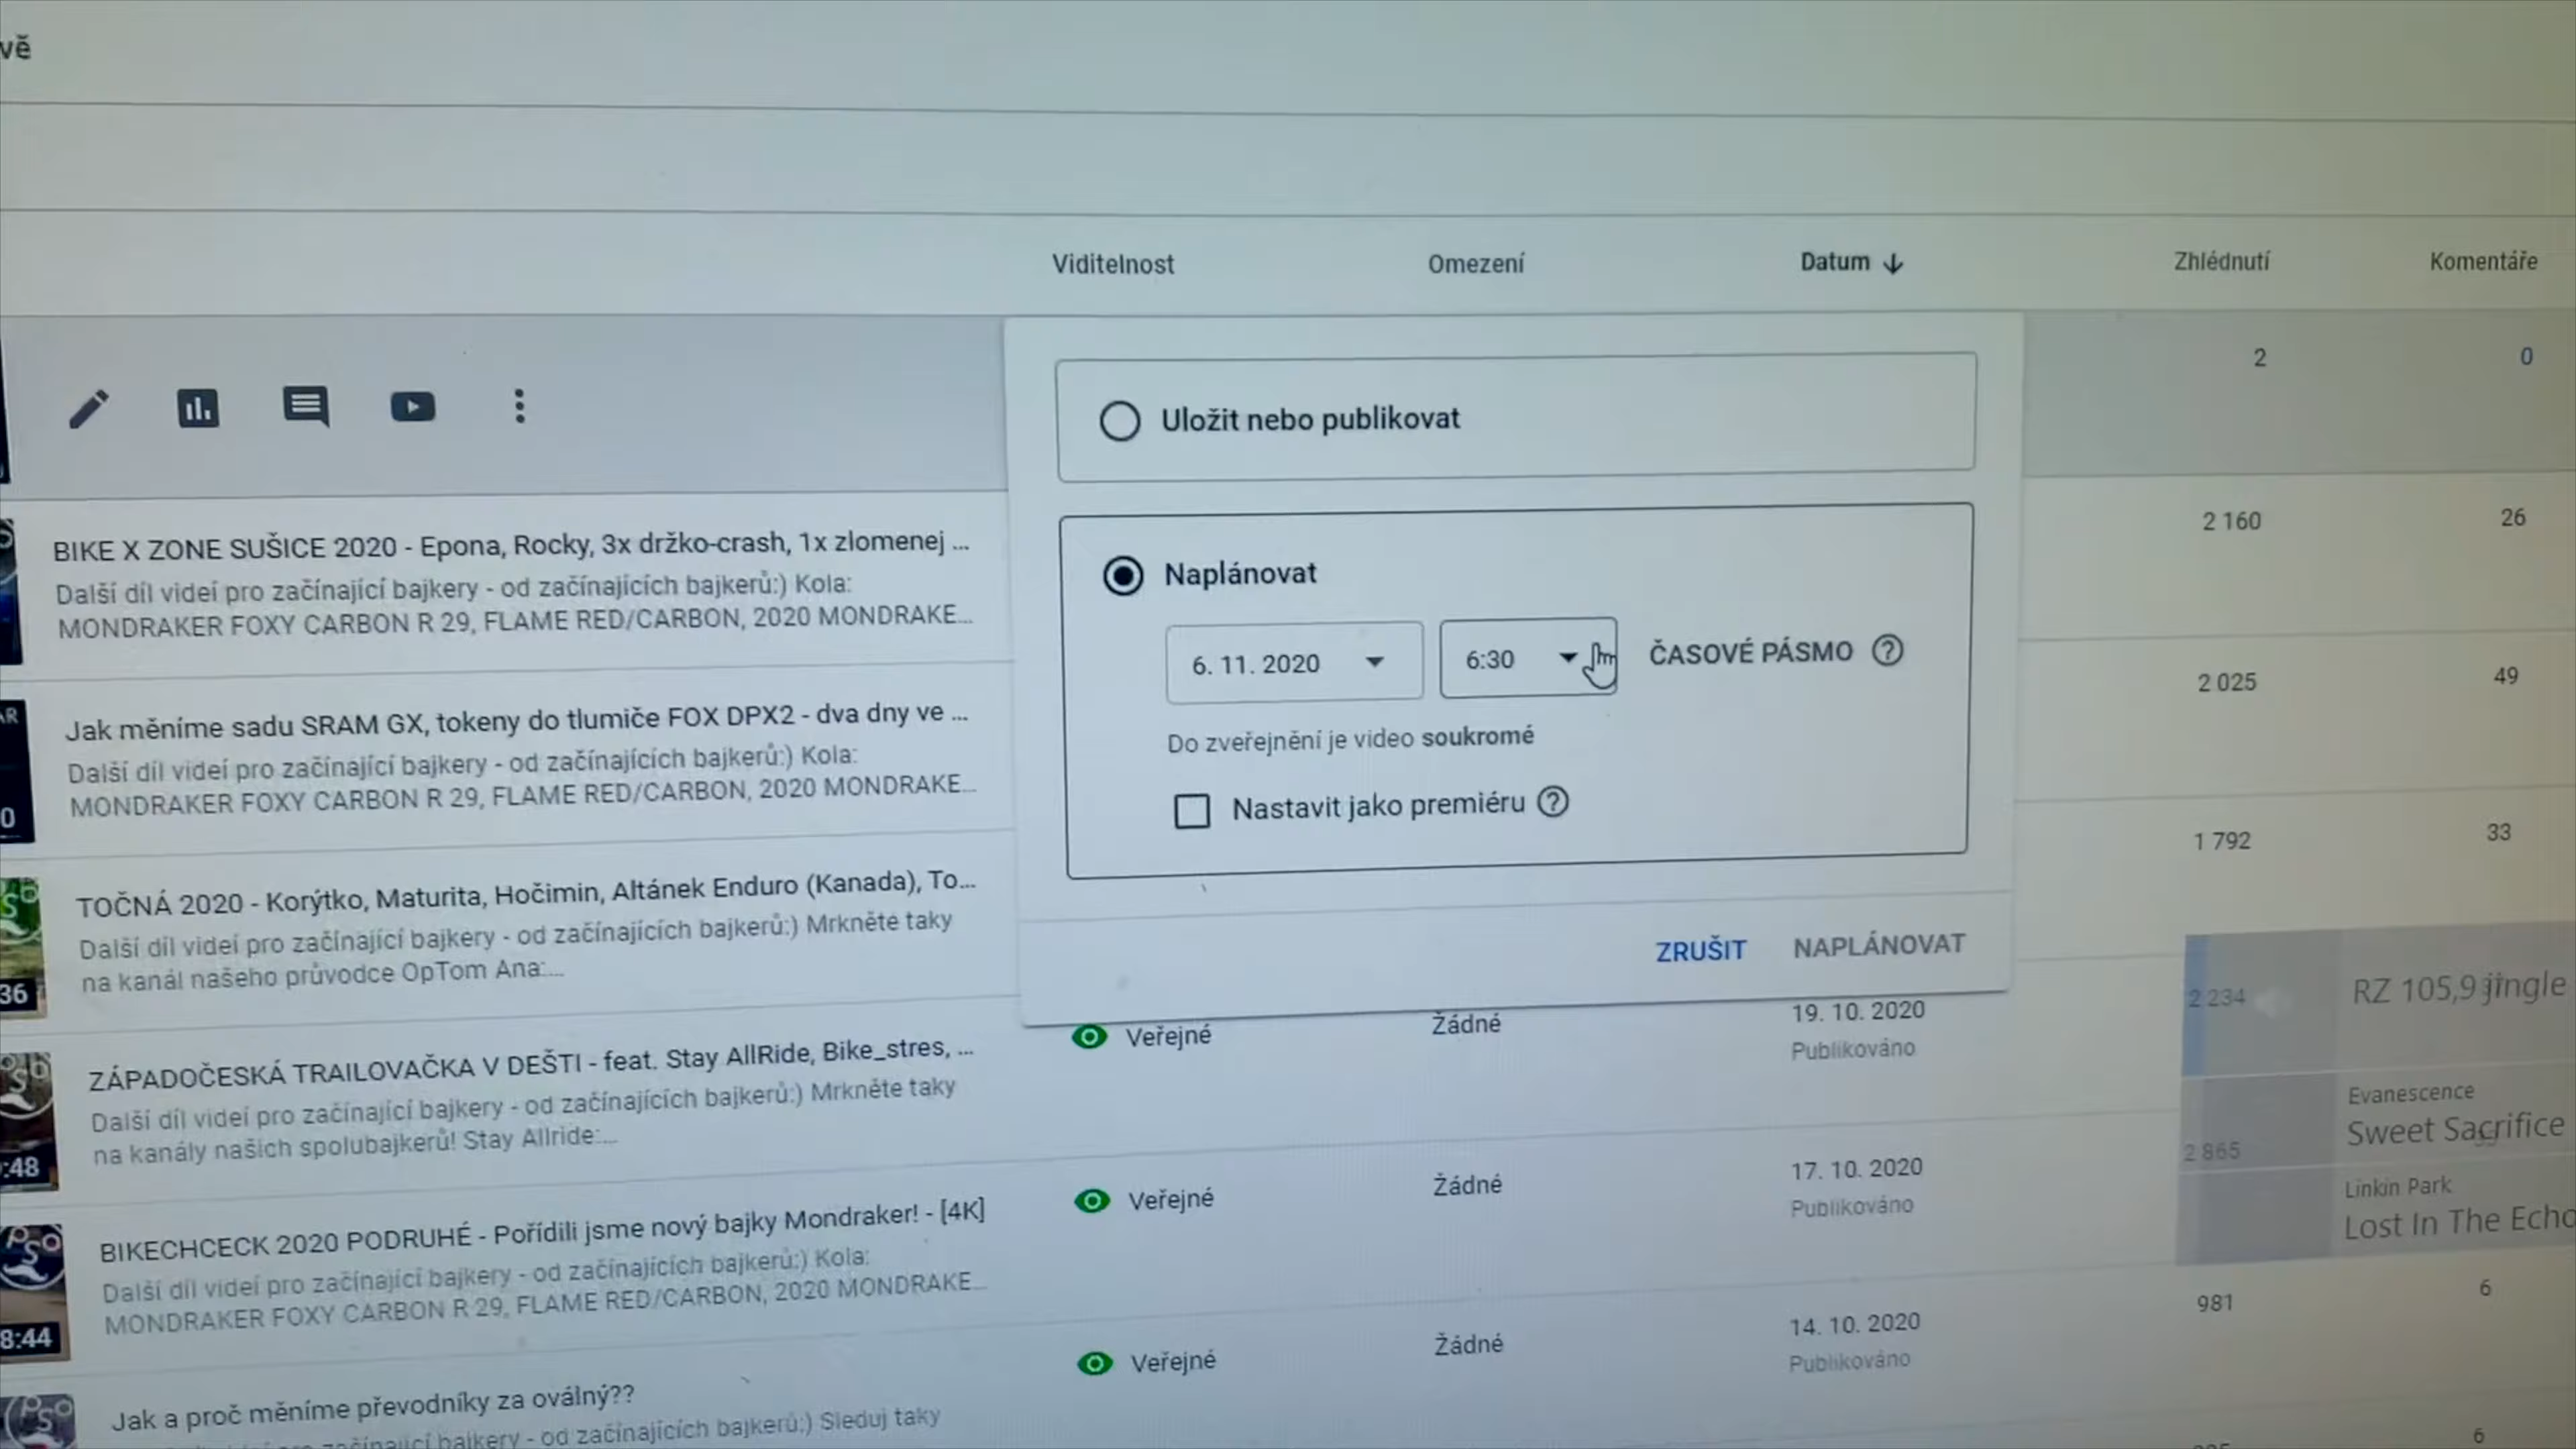 vě
Viditelnost
Omezení
Datum
Zhlédnutí
Komentáře
2
0
Uložit nebo publikovat
Naplánovat
6. 11. 2020
6:30
ČASOVÉ PÁSMO
Do zveřejnění je video soukromé
Nastavit jako premiéru
ZRUŠIT
NAPLÁNOVAT
BIKE X ZONE SUŠICE 2020 - Epona, Rocky, 3x držko-crash, 1x zlomenej ...
Další díl videí pro začínající bajkery - od začínajících bajkerů:) Kola:
MONDRAKER FOXY CARBON R 29, FLAME RED/CARBON, 2020 MONDRAKE...
2 160
26
Jak měníme sadu SRAM GX, tokeny do tlumiče FOX DPX2 - dva dny ve ...
Další díl videí pro začínající bajkery - od začínajících bajkerů:) Kola:
MONDRAKER FOXY CARBON R 29, FLAME RED/CARBON, 2020 MONDRAKE...
2 025
49
TOČNÁ 2020 - Korýtko, Maturita, Hočimin, Altánek Enduro (Kanada), To...
Další díl videí pro začínající bajkery - od začínajících bajkerů:) Mrkněte taky
na kanál našeho průvodce OpTom Ana:...
36
1 792
33
ZÁPADOČESKÁ TRAILOVAČKA V DEŠTI - feat. Stay AllRide, Bike_stres, ...
Další díl videí pro začínající bajkery - od začínajících bajkerů:) Mrkněte taky
na kanály našich spolubajkerů! Stay Allride:...
:48
Veřejné
Žádné
19. 10. 2020
Publikováno
2 234
RZ 105,9 jingle
Evanescence
Sweet Sacrifice
Linkin Park
Lost In The Echo
BIKECHCECK 2020 PODRUHÉ - Pořídili jsme nový bajky Mondraker! - [4K]
Další díl videí pro začínající bajkery - od začínajících bajkerů:) Kola:
MONDRAKER FOXY CARBON R 29, FLAME RED/CARBON, 2020 MONDRAKE...
8:44
Veřejné
Žádné
17. 10. 2020
Publikováno
2 865
Jak a proč měníme převodníky za oválný??
začínající bajkery - od začínajících bajkerů:) Sleduj taky
Veřejné
Žádné
14. 10. 2020
Publikováno
981
6
6